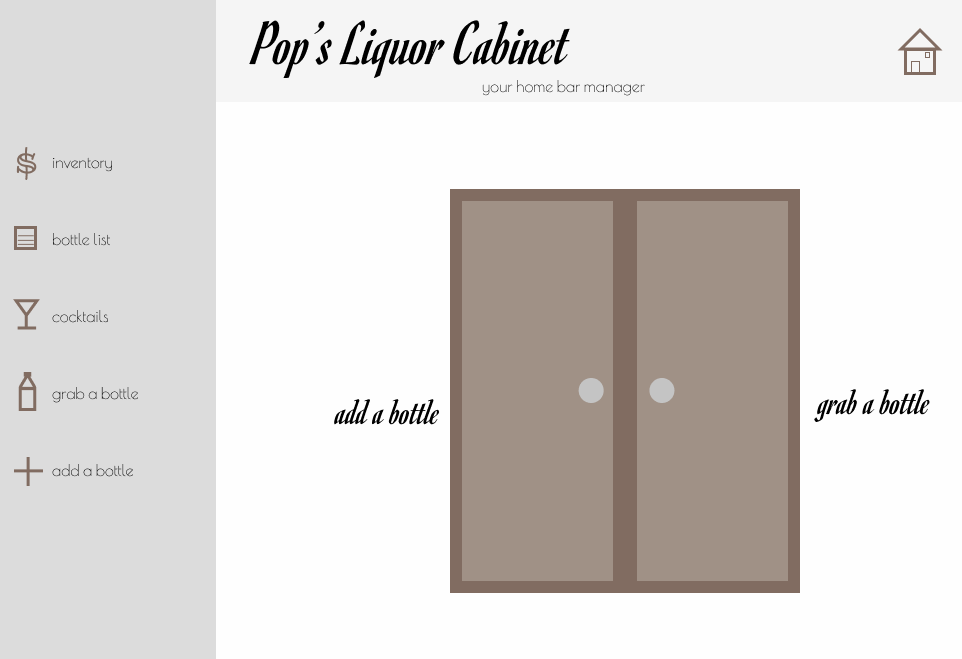 Pop's Liquor Cabinet
your home bar manager
$ inventory
bottle list
cocktails
grab a bottle
add a bottle
add a bottle
grab a bottle